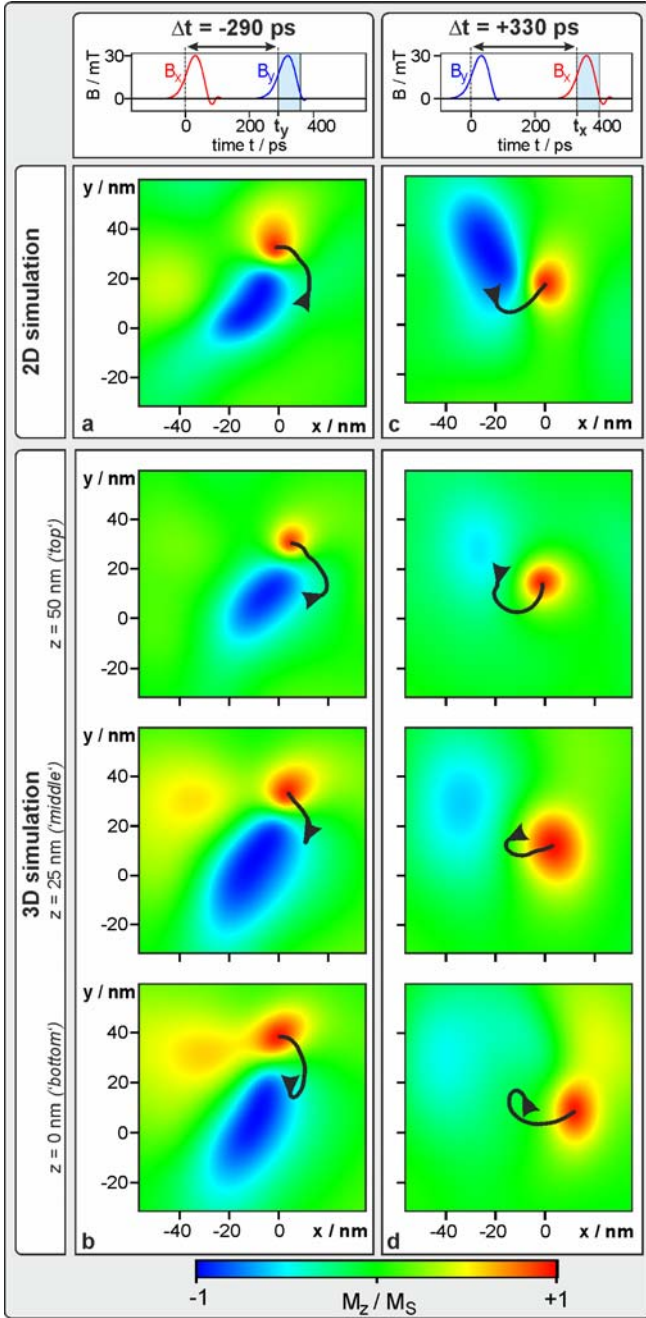 Δt = -290 ps
B / mT
30
0
Bx
By
0
200
ty
400
time t / ps
Δt = +330 ps
B / mT
30
0
By
Bx
0
200
tx
400
time t / ps
2D simulation
y / nm
40
20
0
-20
a
-40
-20
0
x / nm
c
-40
-20
0
x / nm
3D simulation
z = 50 nm ('top')
y / nm
40
20
0
-20
z = 25 nm ('middle')
y / nm
40
20
0
-20
z = 0 nm ('bottom')
y / nm
40
20
0
-20
b
-40
-20
0
x / nm
d
-40
-20
0
x / nm
-1
Mz / MS
+1